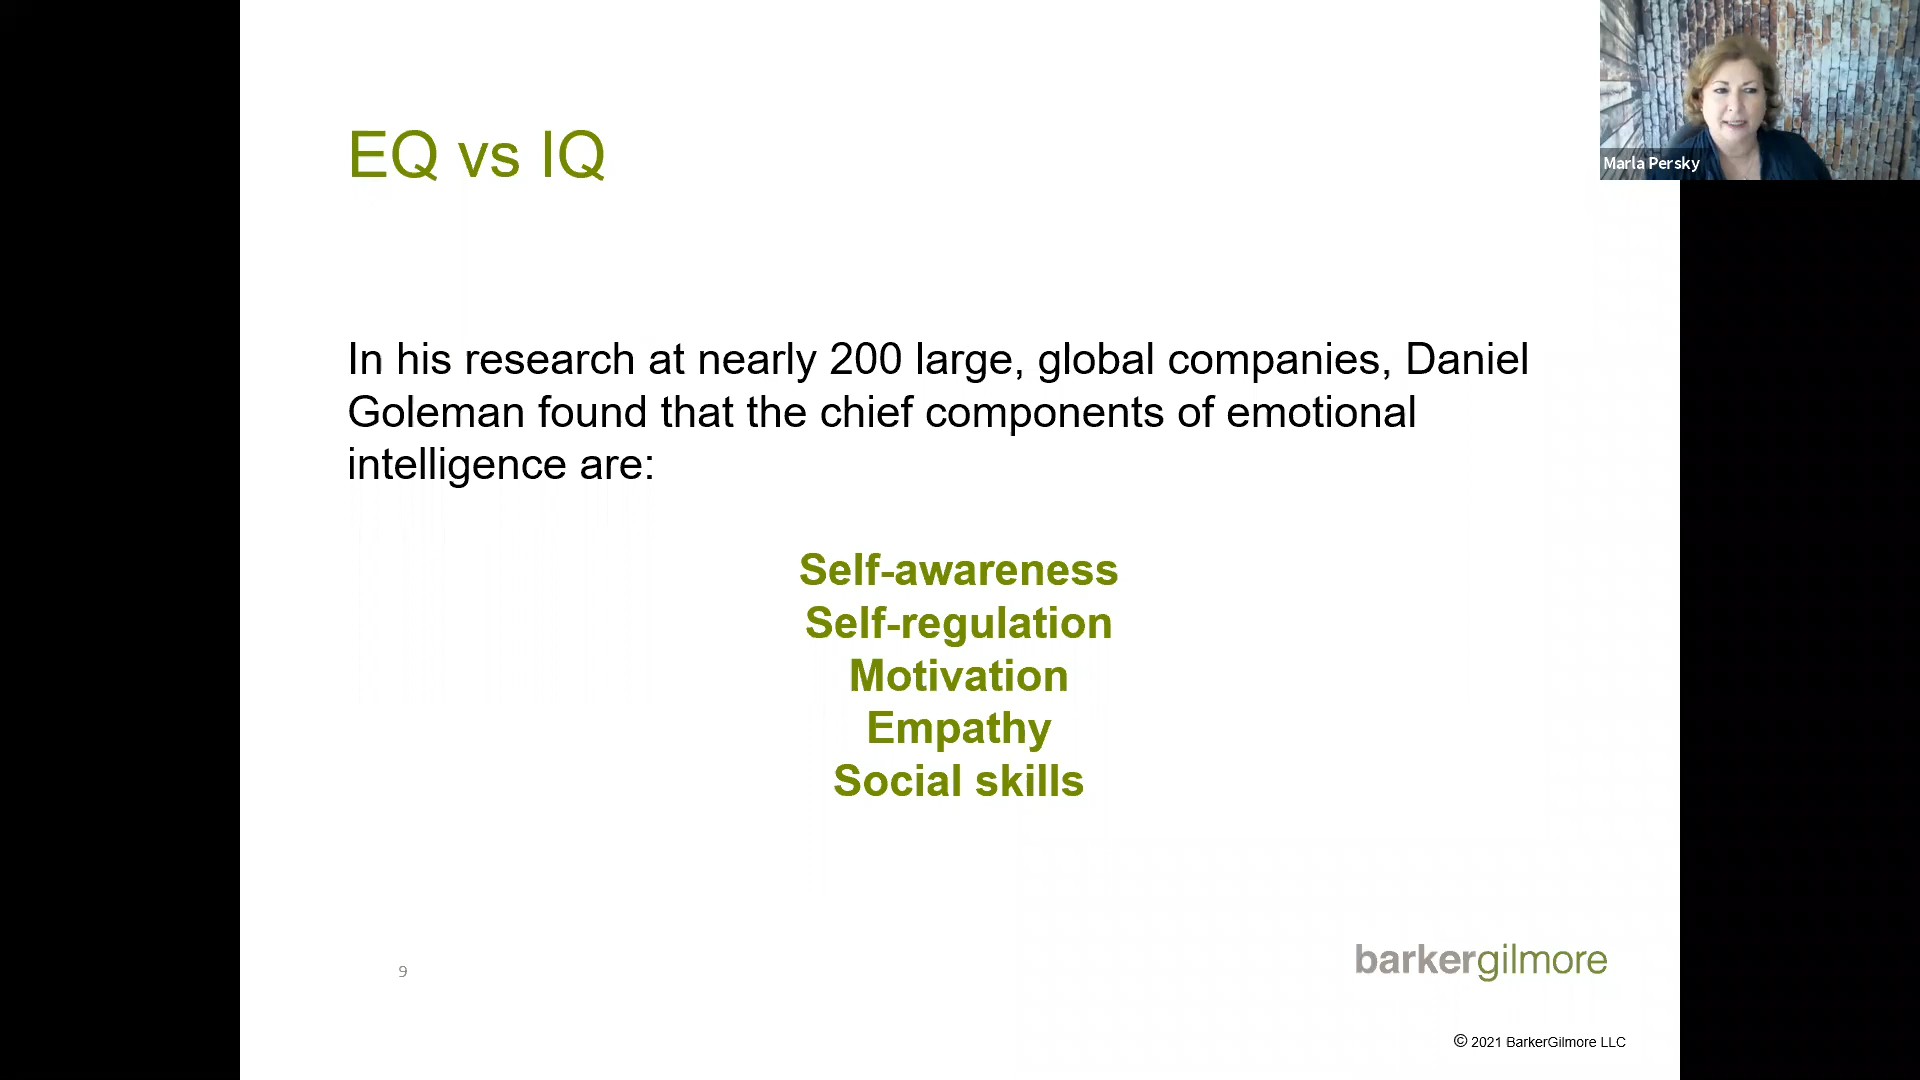 EQ vs IQ
Marla Persky
In his research at nearly 200 large, global companies, Daniel
Goleman found that the chief components of emotional
intelligence are:
Self-awareness
Self-regulation
Motivation
Empathy
Social skills
9
barkergilmore
© 2021 BarkerGilmore LLC